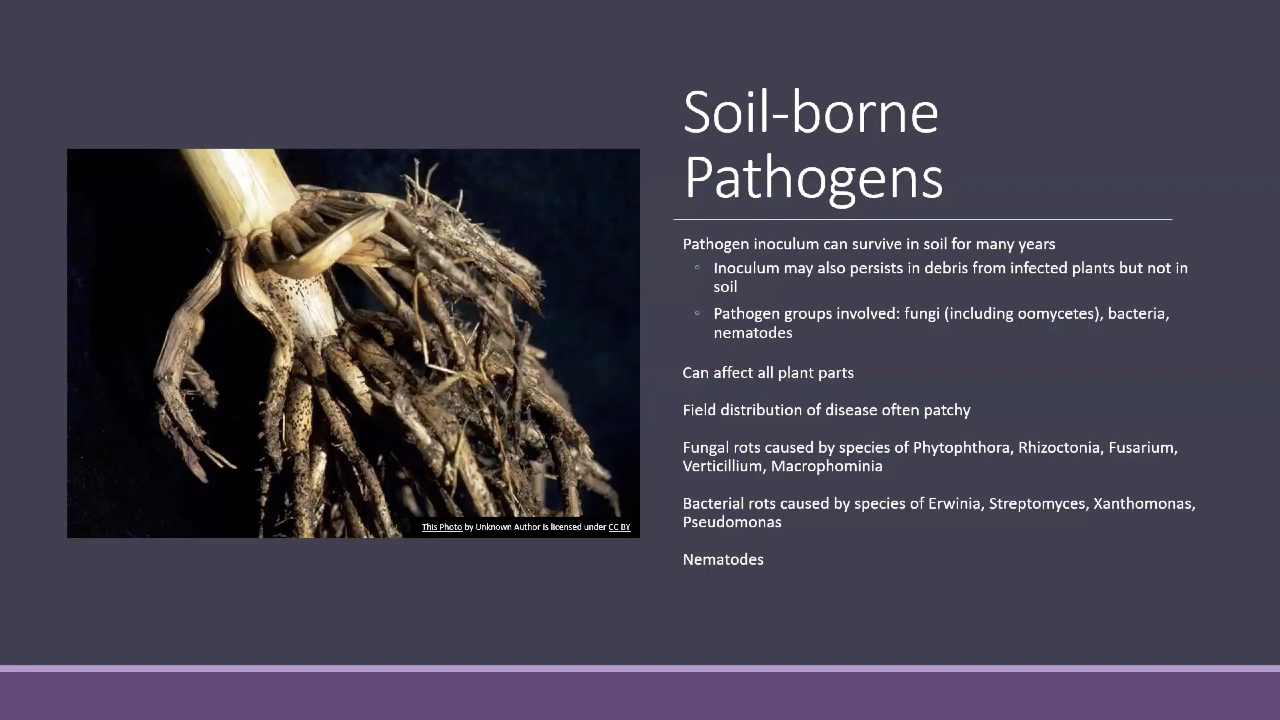 Soil-borne
Pathogens
Pathogen inoculum can survive in soil for many years
◦ Inoculum may also persists in debris from infected plants but not in
soil
◦ Pathogen groups involved: fungi (including oomycetes), bacteria,
nematodes
Can affect all plant parts
Field distribution of disease often patchy
Fungal rots caused by species of Phytophthora, Rhizoctonia, Fusarium,
Verticillium, Macrophominia
Bacterial rots caused by species of Erwinia, Streptomyces, Xanthomonas,
Pseudomonas
Nematodes
This Photo by Unknown Author is licensed under CC BY